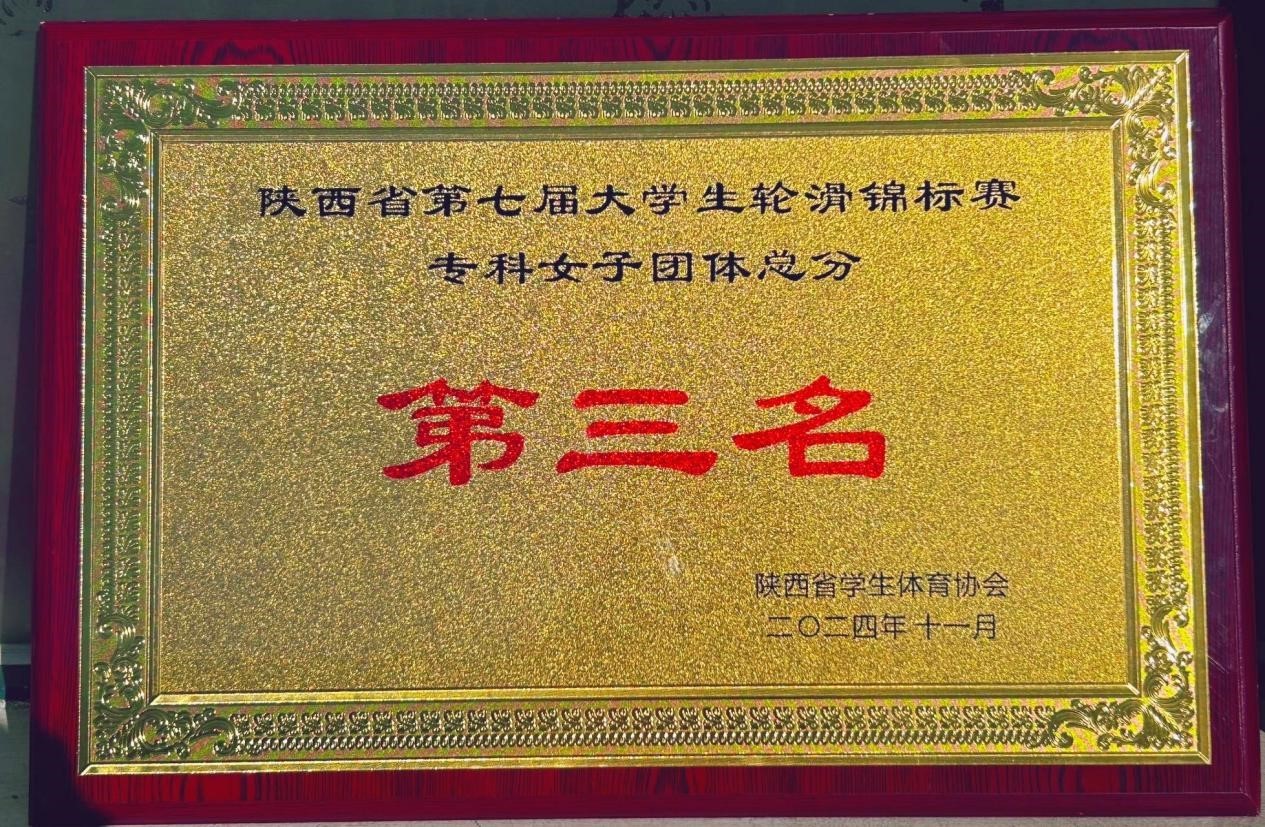 陕西省第七届大学生轮滑锦标赛
专科女子团体总分
第三名
陕西省学生体育协会
二〇二四年十一月